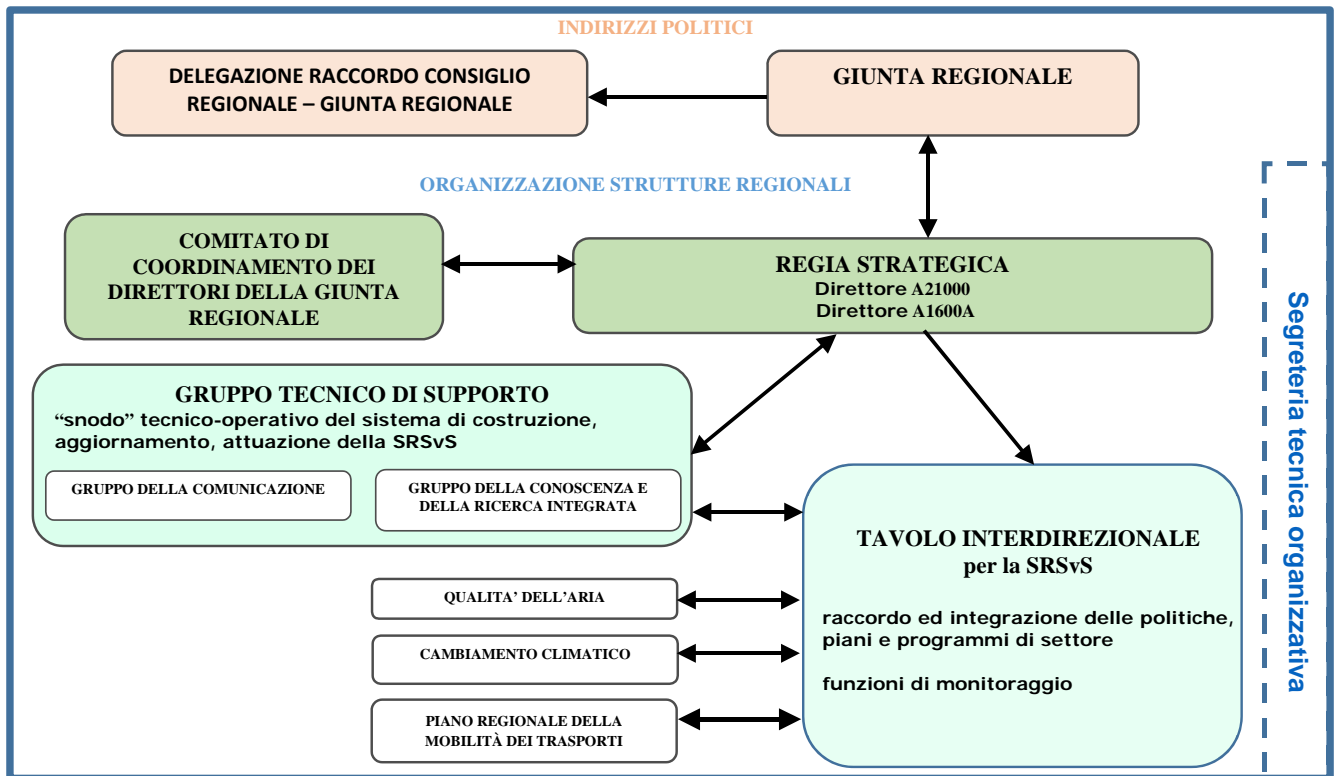 INDIRIZZI POLITICI
DELEGAZIONE RACCORDO CONSIGLIO
REGIONALE – GIUNTA REGIONALE
GIUNTA REGIONALE
ORGANIZZAZIONE STRUTTURE REGIONALI
COMITATO DI
COORDINAMENTO DEI
DIRETTORI DELLA GIUNTA
REGIONALE
REGIA STRATEGICA
Direttore A21000
Direttore A1600A
GRUPPO TECNICO DI SUPPORTO
“snodo” tecnico-operativo del sistema di costruzione,
aggiornamento, attuazione della SRSvS
GRUPPO DELLA COMUNICAZIONE
GRUPPO DELLA CONOSCENZA E
DELLA RICERCA INTEGRATA
TAVOLO INTERDIREZIONALE
per la SRSvS
raccordo ed integrazione delle politiche,
piani e programmi di settore
funzioni di monitoraggio
QUALITA’ DELL’ARIA
CAMBIAMENTO CLIMATICO
PIANO REGIONALE DELLA
MOBILITÀ DEI TRASPORTI
Segreteria tecnica organizzativa